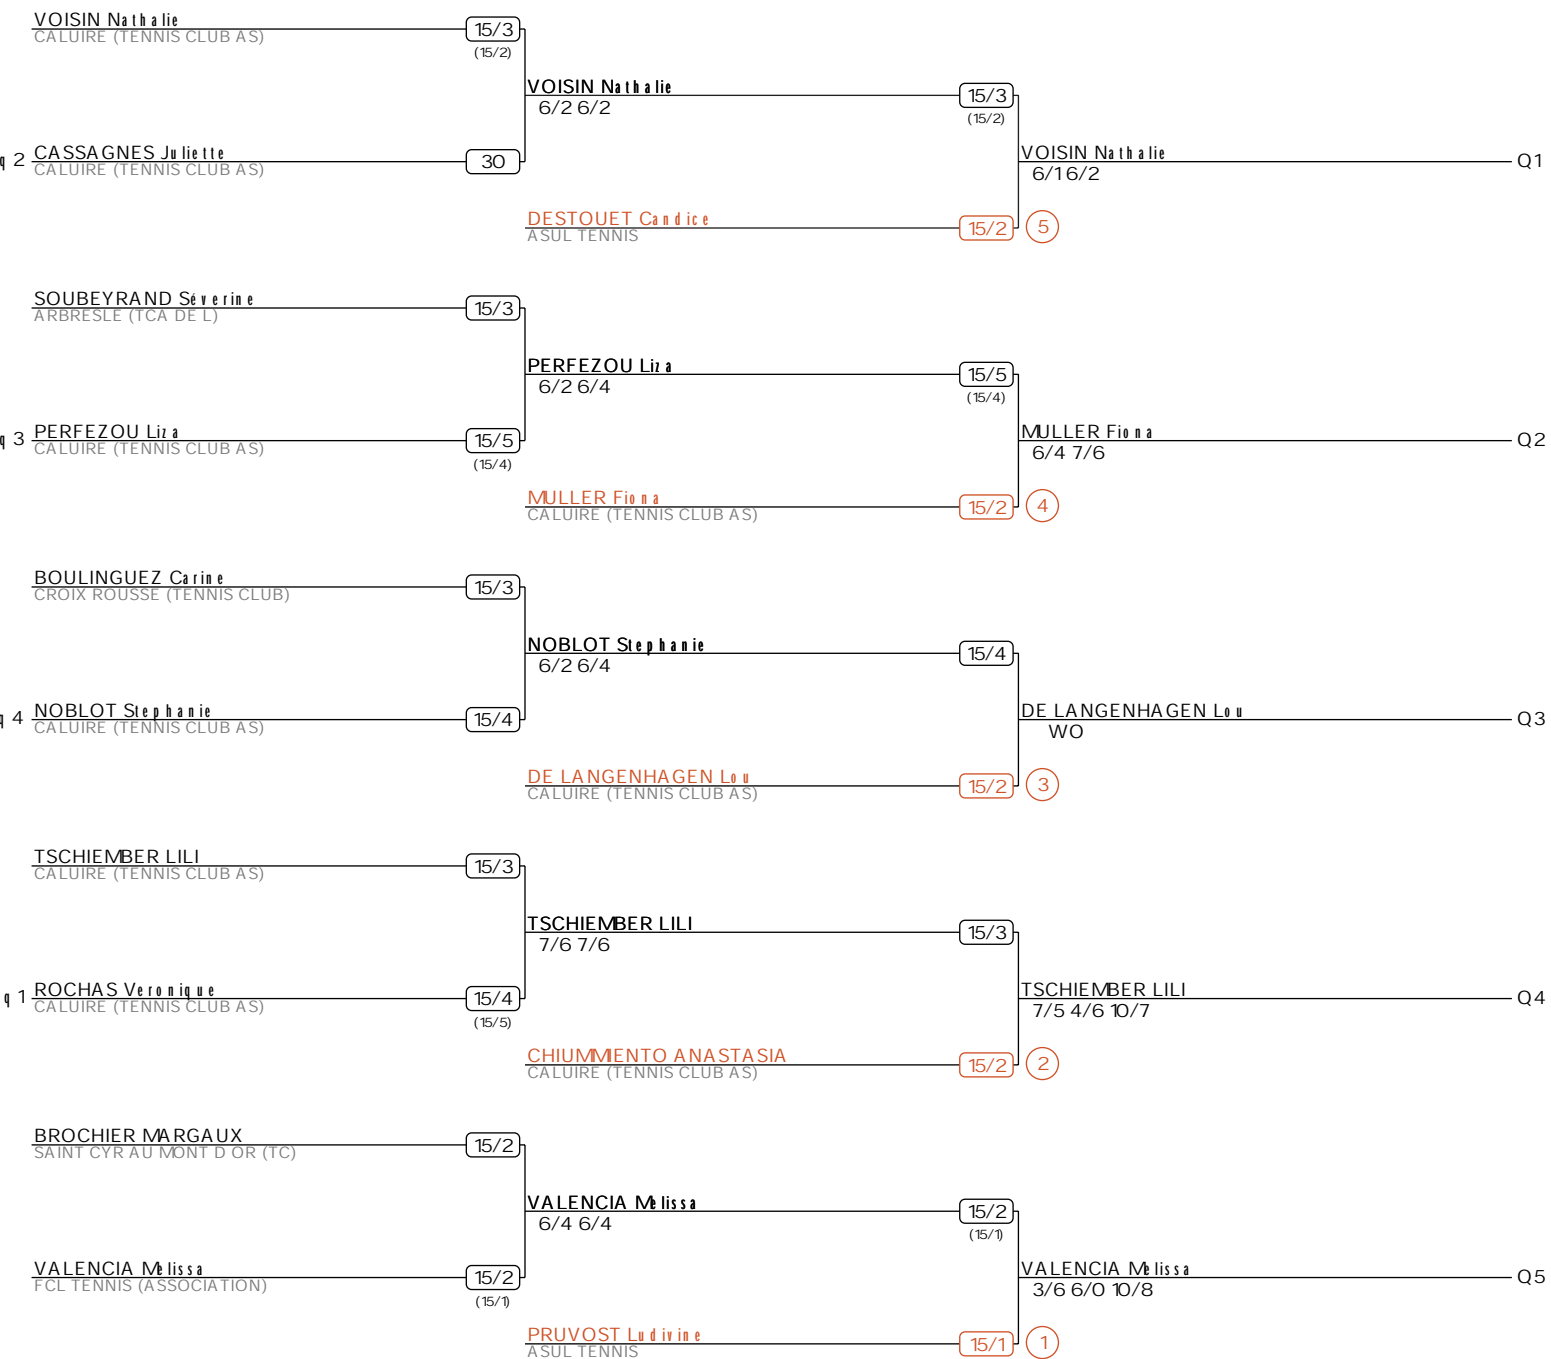 VOISIN Nathalie
CALUIRE (TENNIS CLUB AS)
15/3
(15/2)
VOISIN Nathalie
6/2 6/2
15/3
(15/2)
q 2 CASSAGNES Juliette
CALUIRE (TENNIS CLUB AS)
30
VOISIN Nathalie
6/1 6/2
Q1
DESTOUET Candice
ASUL TENNIS
15/2
5
SOUBEYRAND Séverine
ARBRESLE (TCA DE L)
15/3
PERFEZOU Liza
6/2 6/4
15/5
(15/4)
q 3 PERFEZOU Liza
CALUIRE (TENNIS CLUB AS)
15/5
(15/4)
MULLER Fiona
6/4 7/6
Q2
MULLER Fiona
CALUIRE (TENNIS CLUB AS)
15/2
4
BOULINGUEZ Carine
CROIX ROUSSE (TENNIS CLUB)
15/3
NOBLOT Stephanie
6/2 6/4
15/4
q 4 NOBLOT Stephanie
CALUIRE (TENNIS CLUB AS)
15/4
DE LANGENHAGEN Lou
WO
Q3
DE LANGENHAGEN Lou
CALUIRE (TENNIS CLUB AS)
15/2
3
TSCHIEMBER LILI
CALUIRE (TENNIS CLUB AS)
15/3
TSCHIEMBER LILI
7/6 7/6
15/3
q 1 ROCHAS Veronique
CALUIRE (TENNIS CLUB AS)
15/4
(15/5)
TSCHIEMBER LILI
7/5 4/6 10/7
Q4
CHIUMMIENTO ANASTASIA
CALUIRE (TENNIS CLUB AS)
15/2
2
BROCHIER MARGAUX
SAINT CYR AU MONT D OR (TC)
15/2
VALENCIA Melissa
6/4 6/4
15/2
(15/1)
VALENCIA Melissa
FCL TENNIS (ASSOCIATION)
15/2
(15/1)
VALENCIA Melissa
3/6 6/0 10/8
Q5
PRUVOST Ludivine
ASUL TENNIS
15/1
1